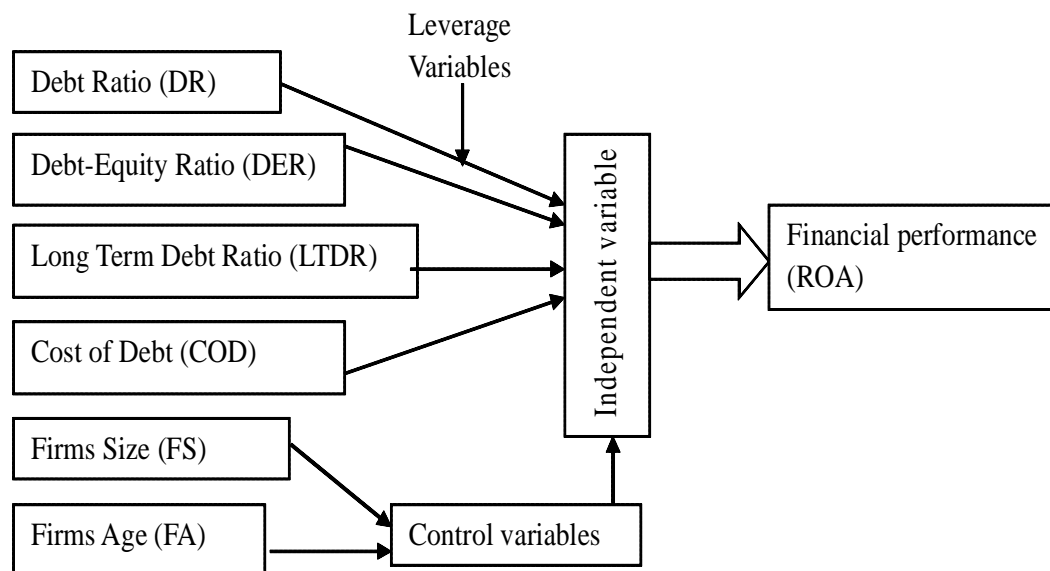 Leverage
Variables
Debt Ratio (DR)
Debt-Equity Ratio (DER)
Long Term Debt Ratio (LTDR)
Cost of Debt (COD)
Firms Size (FS)
Firms Age (FA)
Control variables
Independent variable
Financial performance
(ROA)